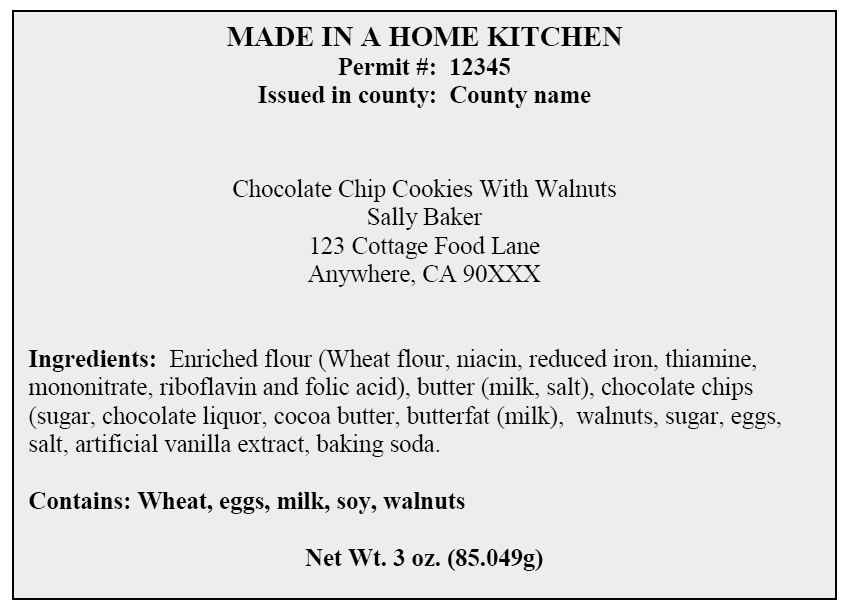 MADE IN A HOME KITCHEN
Permit #: 12345
Issued in county: County name
Chocolate Chip Cookies With Walnuts
Sally Baker
123 Cottage Food Lane
Anywhere, CA 90XXX
Ingredients: Enriched flour (Wheat flour, niacin, reduced iron, thiamine,
mononitrate, riboflavin and folic acid), butter (milk, salt), chocolate chips
(sugar, chocolate liquor, cocoa butter, butterfat (milk), walnuts, sugar, eggs,
salt, artificial vanilla extract, baking soda.
Contains: Wheat, eggs, milk, soy, walnuts
Net Wt. 3 oz. (85.049g)